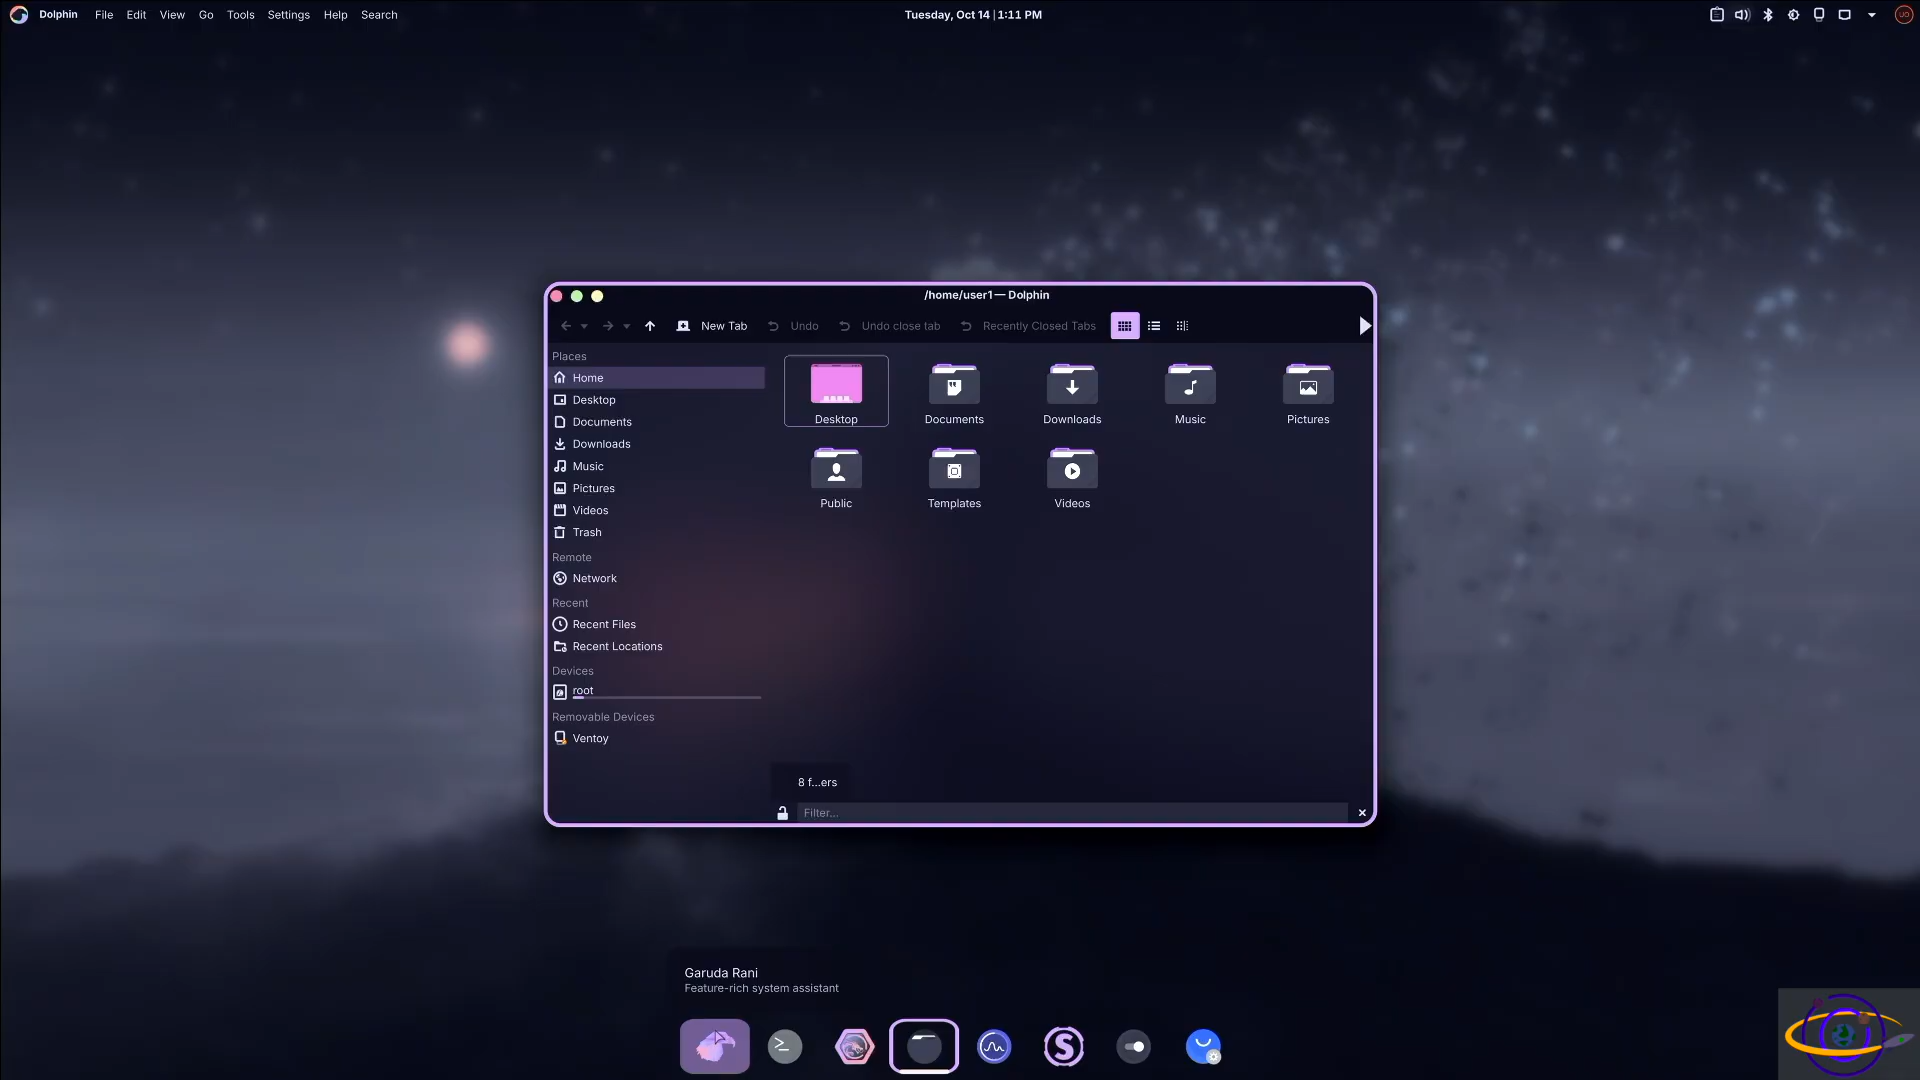 Dolphin File Edit View Go Tools Settings Help Search Tuesday, Oct 14 | 1:11 PM
/home/user1 — Dolphin
New Tab Undo Undo close tab Recently Closed Tabs
Places
Home
Desktop
Documents
Downloads
Music
Pictures
Videos
Trash
Remote
Network
Recent
Recent Files
Recent Locations
Devices
root
Removable Devices
Ventoy
Desktop Documents Downloads Music Pictures
Public Templates Videos
8 f...ers
Filter...
Garuda Rani
Feature-rich system assistant